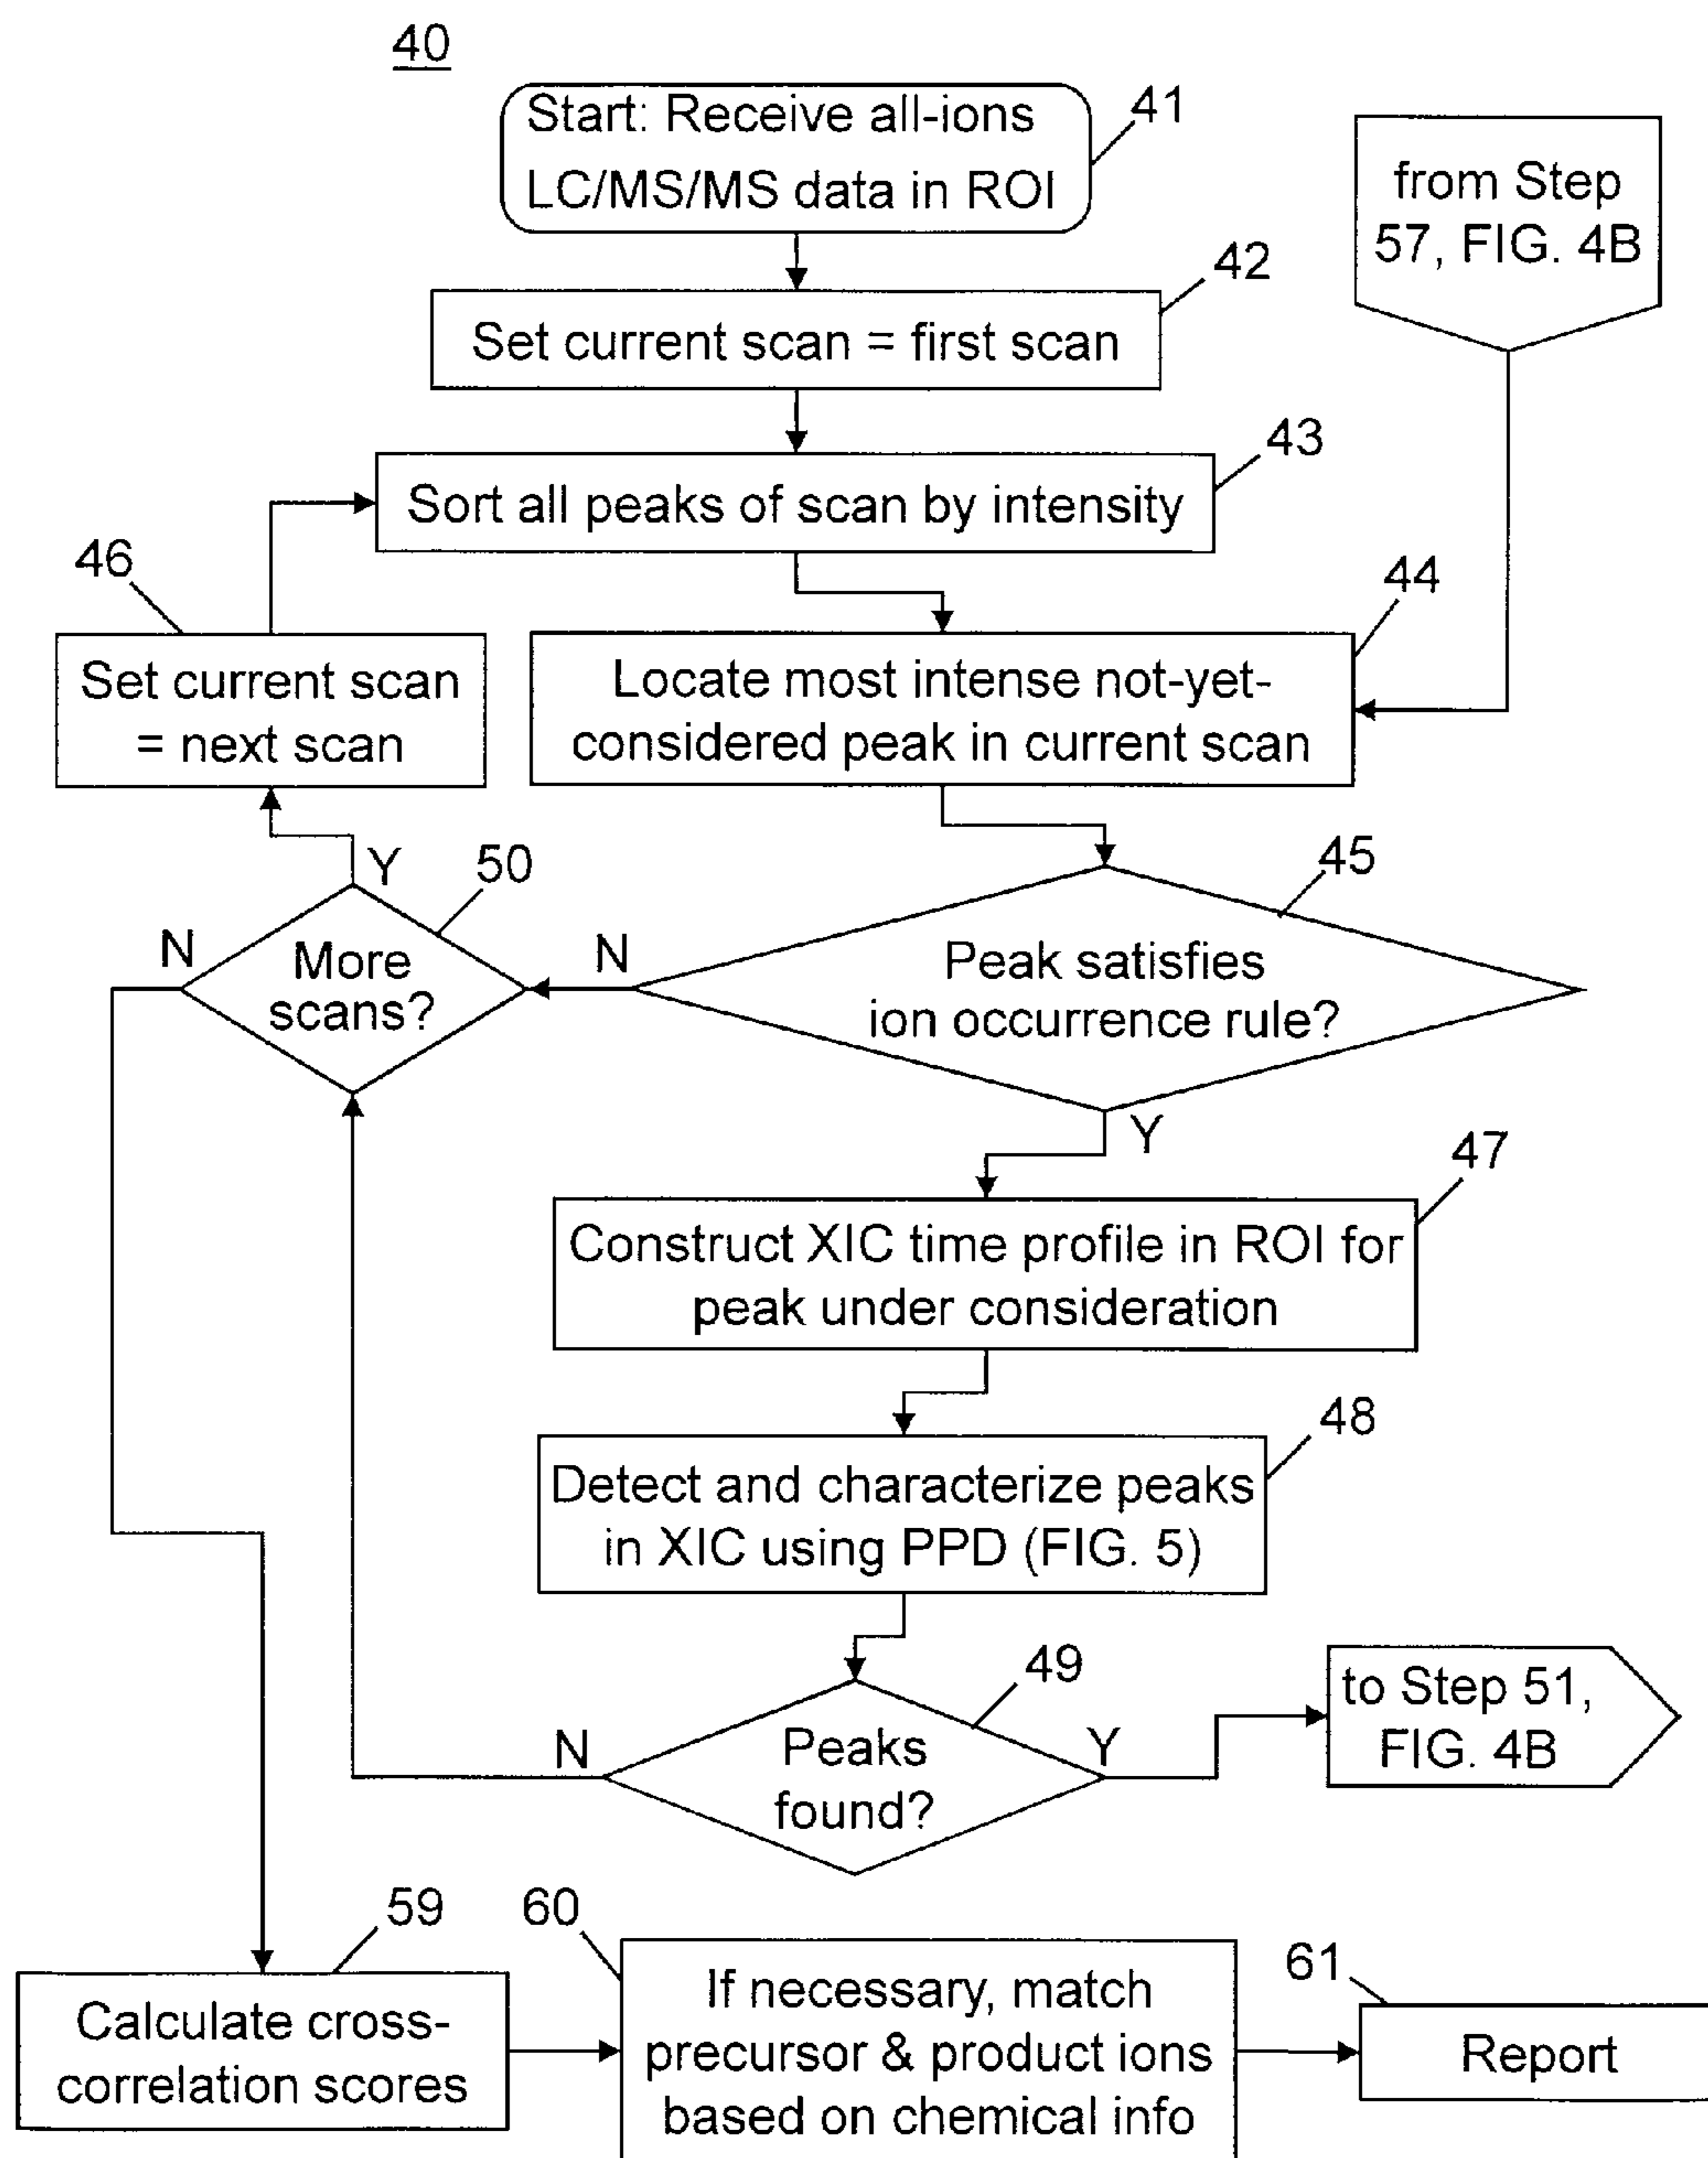 40
Start: Receive all-ions
LC/MS/MS data in ROI
41
from Step
57, FIG. 4B
42
Set current scan = first scan
43
Sort all peaks of scan by intensity
46
44
Set current scan
= next scan
Locate most intense not-yet-
considered peak in current scan
Y
50
45
N
More
scans?
N
Peak satisfies
ion occurrence rule?
Y
47
Construct XIC time profile in ROI for
peak under consideration
48
Detect and characterize peaks
in XIC using PPD (FIG. 5)
49
N
Peaks
found?
Y
to Step 51,
FIG. 4B
59
60
61
Calculate cross-
correlation scores
If necessary, match
precursor & product ions
based on chemical info
Report